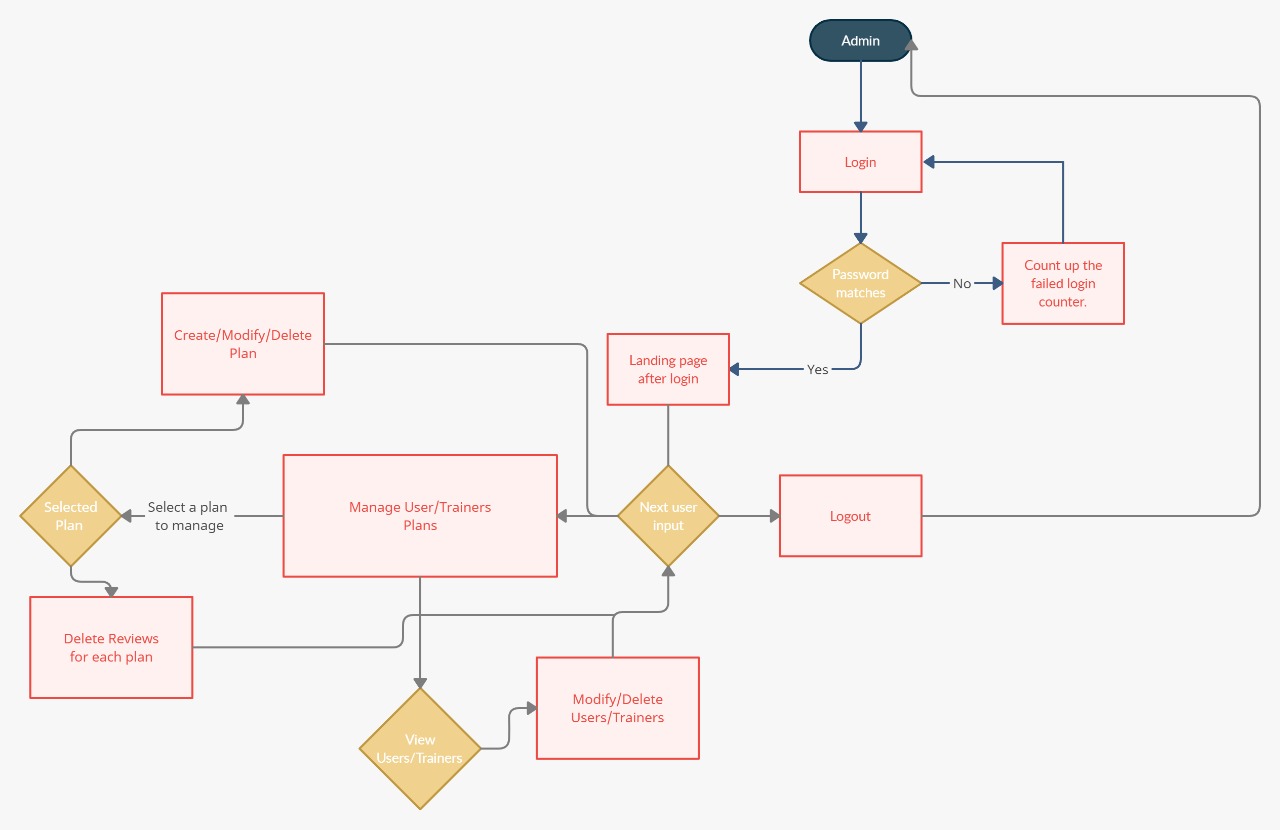 Admin
Login
Password
matches
No
Count up the
failed login
counter.
Yes
Landing page
after login
Create/Modify/Delete
Plan
Selected
Plan
Select a plan
to manage
Manage User/Trainers
Plans
Next user
input
Logout
Delete Reviews
for each plan
View
Users/Trainers
Modify/Delete
Users/Trainers